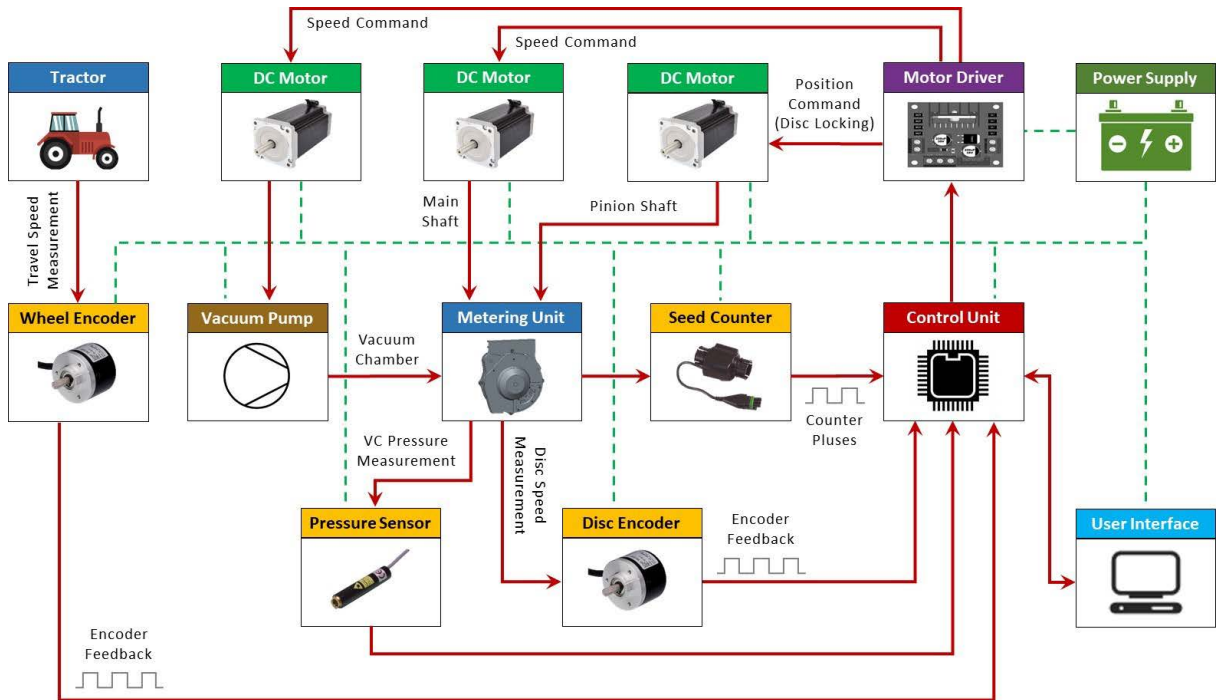 Speed Command
Speed Command
Tractor
DC Motor
DC Motor
DC Motor
Motor Driver
Power Supply
Position
Command
(Disc Locking)
Travel Speed
Measurement
Main
Shaft
Pinion Shaft
Wheel Encoder
Vacuum Pump
Metering Unit
Seed Counter
Control Unit
Vacuum
Chamber
Counter
Pluses
VC Pressure
Measurement
Disc Speed
Measurement
Pressure Sensor
Disc Encoder
Encoder
Feedback
User Interface
Encoder
Feedback